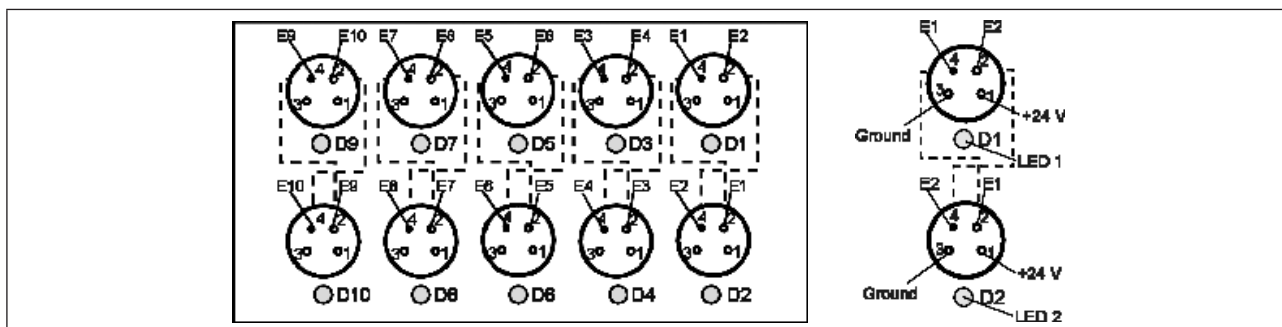 E9 E10 E7 E8 E5 E6 E3 E4 E1 E2
4 2 4 2 4 2 4 2 4 2
3 1 3 1 3 1 3 1 3 1
D9 D7 D5 D3 D1
E10 E9 E8 E7 E6 E5 E4 E3 E2 E1
4 2 4 2 4 2 4 2 4 2
3 1 3 1 3 1 3 1 3 1
D10 D8 D6 D4 D2
E1 E2
4 2
3 1
Ground +24 V
D1
LED 1
E2 E1
4 2
3 1
+24 V
Ground
D2
LED 2